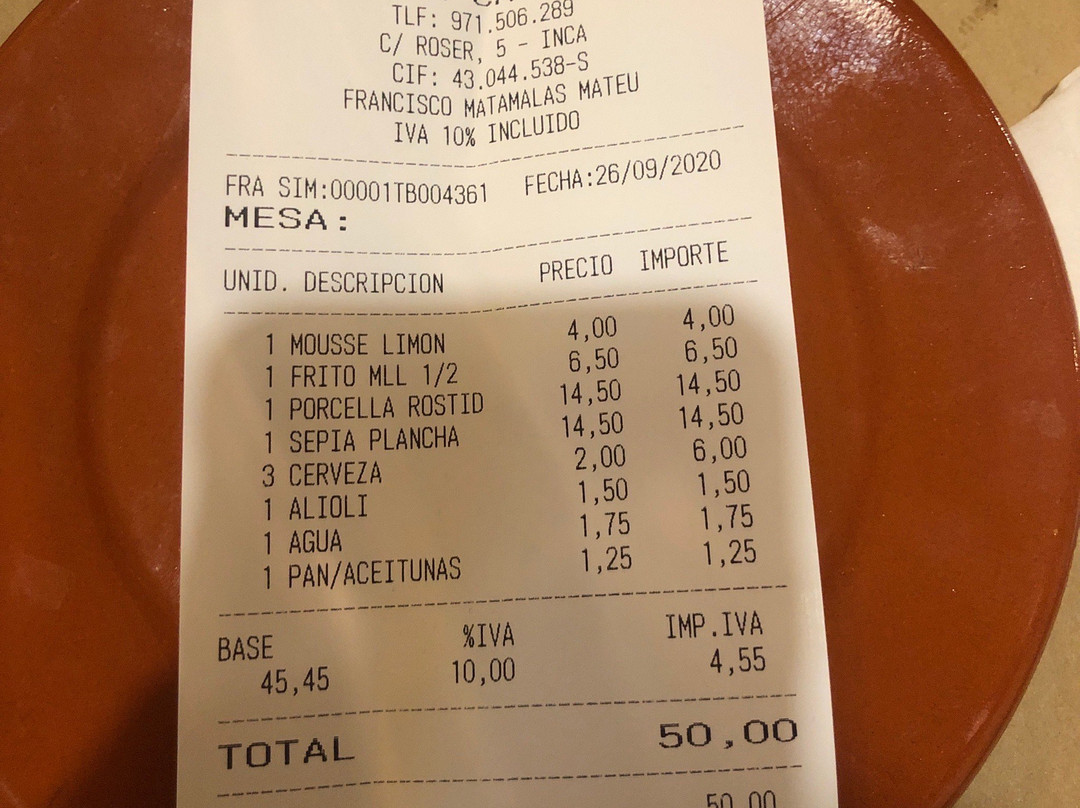 TLF: 971.506.289
C/ ROSER, 5 - INCA
CIF: 43.044.538-S
FRANCISCO MATAMALAS MATEU
IVA 10% INCLUIDO
FRA SIM:00001TB004361 FECHA:26/09/2020
MESA:
UNID. DESCRIPCION PRECIO IMPORTE
1 MOUSSE LIMON 4,00 4,00
1 FRITO MLL 1/2 6,50 6,50
1 PORCELLA ROSTID 14,50 14,50
1 SEPIA PLANCHA 14,50 14,50
3 CERVEZA 2,00 6,00
1 ALIOLI 1,50 1,50
1 AGUA 1,75 1,75
1 PAN/ACEITUNAS 1,25 1,25
BASE %IVA IMP.IVA
45,45 10,00 4,55
TOTAL 50,00
50,00